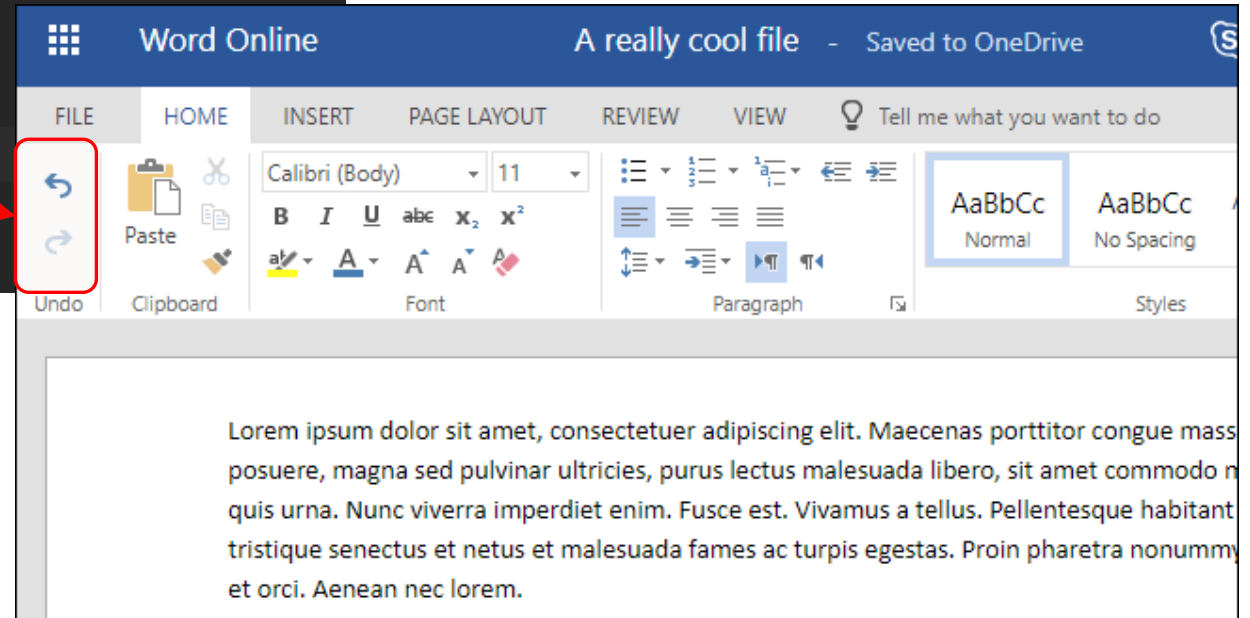 Word Online A really cool file - Saved to OneDrive
FILE HOME INSERT PAGE LAYOUT REVIEW VIEW Tell me what you want to do
Calibri (Body) 11
Paste
B I U abc x₂ x²
AaBbCc AaBbCc
Normal No Spacing
Undo Clipboard Font Paragraph Styles
Lorem ipsum dolor sit amet, consectetuer adipiscing elit. Maecenas porttitor congue mass
posuere, magna sed pulvinar ultricies, purus lectus malesuada libero, sit amet commodo
quis urna. Nunc viverra imperdiet enim. Fusce est. Vivamus a tellus. Pellentesque habitant
tristique senectus et netus et malesuada fames ac turpis egestas. Proin pharetra nonummy
et orci. Aenean nec lorem.